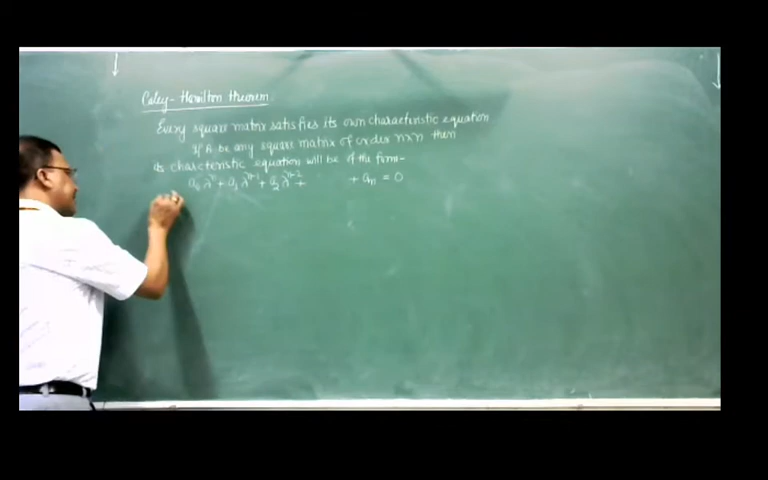 Caley-Hamilton theorem
Every square matrix satisfies its own characteristic equation
If A be any square matrix of order n×n then
its charcteristic equation will be of the form-
a₀λⁿ + a₁λⁿ⁻¹ + a₂λⁿ⁻² + + aₙ = 0